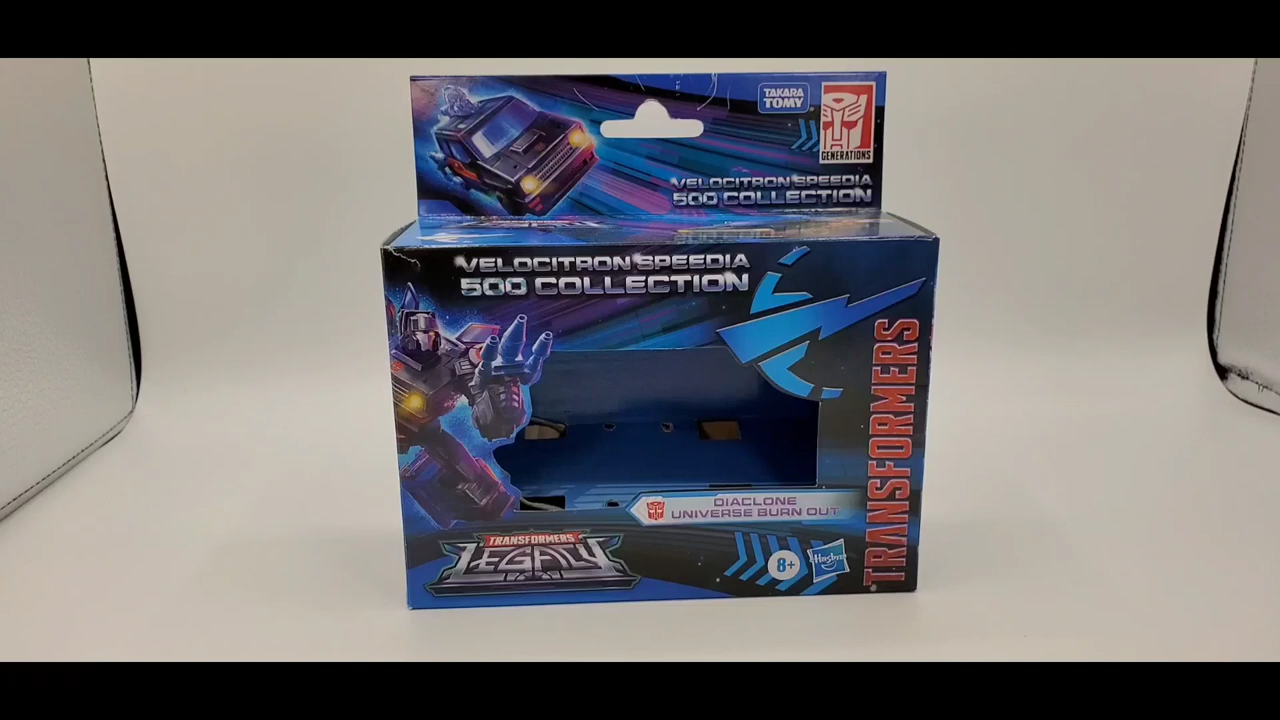 TAKARA
TOMY
GENERATIONS
VELOCITRON SPEEDIA
500 COLLECTION
VELOCITRON SPEEDIA
500 COLLECTION
TRANSFORMERS
DIACLONE
UNIVERSE BURN OUT
TRANSFORMERS
LEGACY
8+
Hasbro